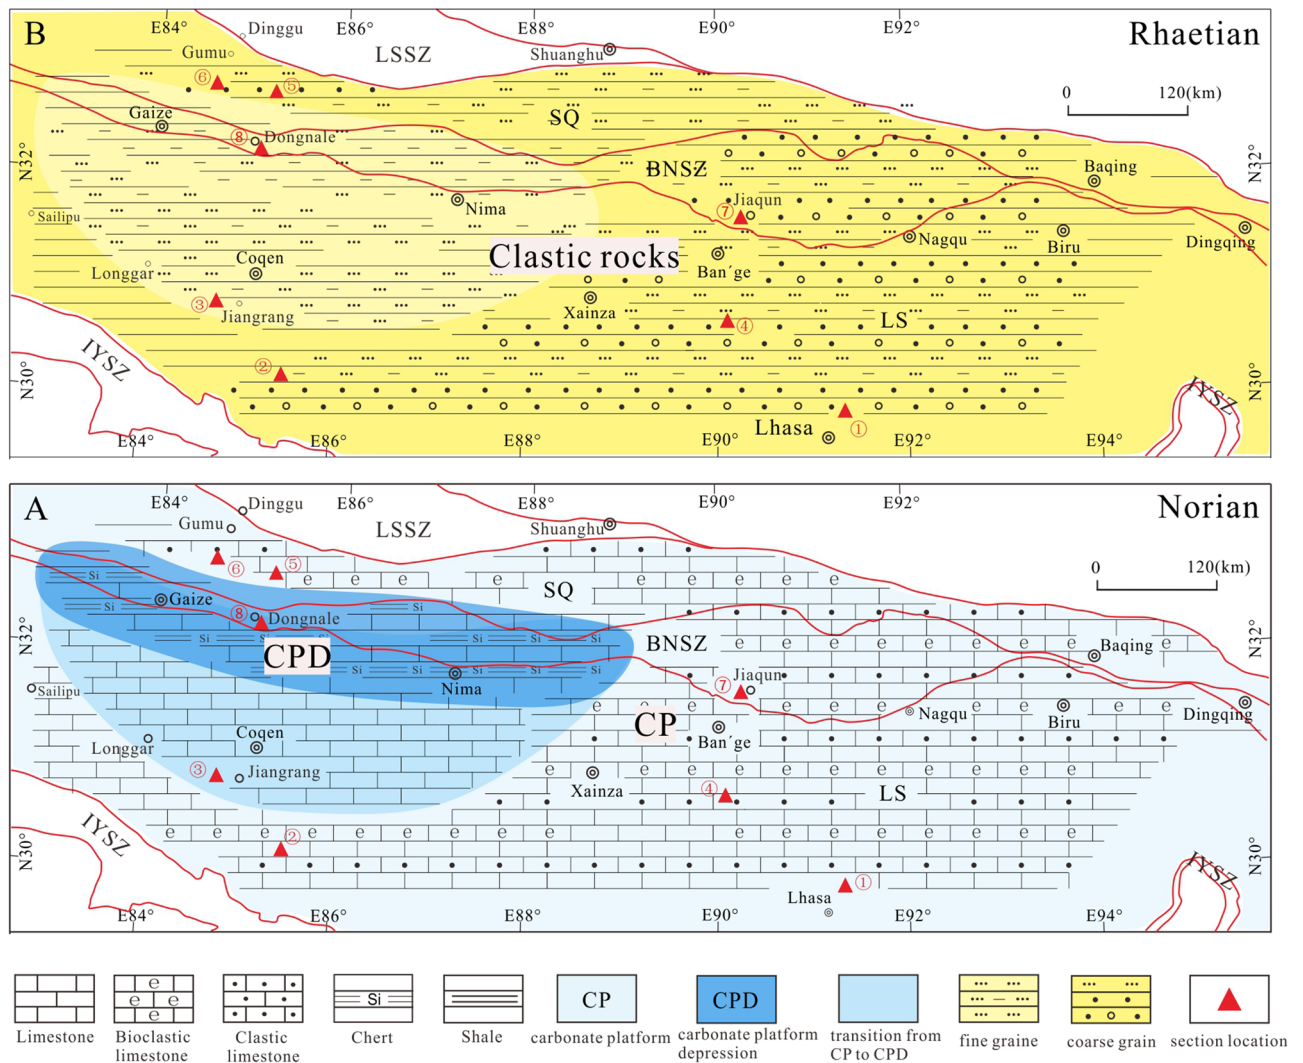 B
E84°
Dinggu
E86°
E88°
E90°
E92°
Rhaetian
Gumu
LSSZ
Shuanghu
⑥
⑤
0 120(km)
Gaize
SQ
⑧
Dongnale
N32°
BNSZ
Baqing
N32°
Sailipu
Nima
⑦
Jiaqun
Nagqu
Biru
Dingqing
Longgar
Coqen
Clastic rocks
Ban´ge
③
Jiangrang
Xainza
④
LS
IYSZ
②
N30°
N30°
IYSZ
Lhasa
①
E84°
E86°
E88°
E90°
E92°
E94°
A
E84°
Dinggu
E86°
E88°
E90°
E92°
Norian
Gumu
LSSZ
Shuanghu
⑥
⑤
e e e e e e e e e
SQ
0 120(km)
Si
Gaize
Si Si Si
⑧
Dongnale
N32°
Si Si Si Si Si
BNSZ
e e e e e e e e
Baqing
N32°
CPD
Si Si Si Si Si
Sailipu
Nima
⑦
Jiaqun
e e e e e e e e
Nagqu
Biru
Dingqing
CP
Longgar
Coqen
Ban´ge
③
Jiangrang
e e e e e e e e e
Xainza
④
LS
IYSZ
②
e e e e e e e e e e e e e e e e
N30°
N30°
IYSZ
①
Lhasa
E84°
E86°
E88°
E90°
E92°
E94°
e
e e
e
Si
CP
CPD
Limestone
Bioclastic
limestone
Clastic
limestone
Chert
Shale
carbonate platform
carbonate platform
depression
transition from
CP to CPD
fine graine
coarse grain
section location